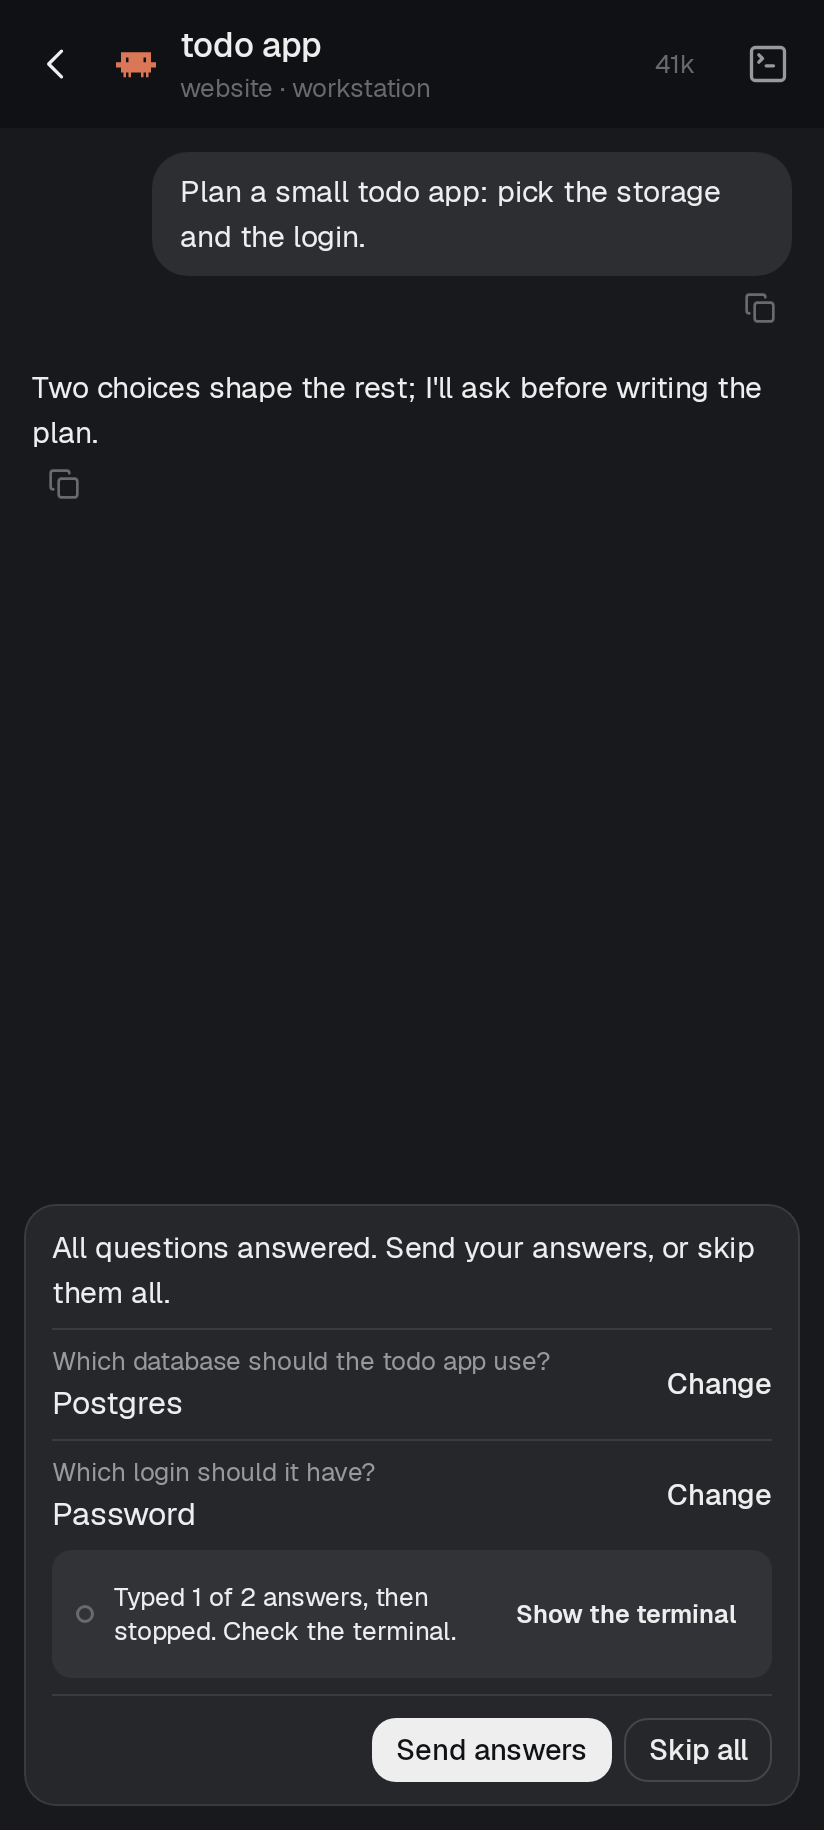 todo app
website · workstation
41k
Plan a small todo app: pick the storage
and the login.
Two choices shape the rest; I'll ask before writing the
plan.
All questions answered. Send your answers, or skip
them all.
Which database should the todo app use?
Postgres
Change
Which login should it have?
Password
Change
Typed 1 of 2 answers, then
stopped. Check the terminal.
Show the terminal
Send answers
Skip all